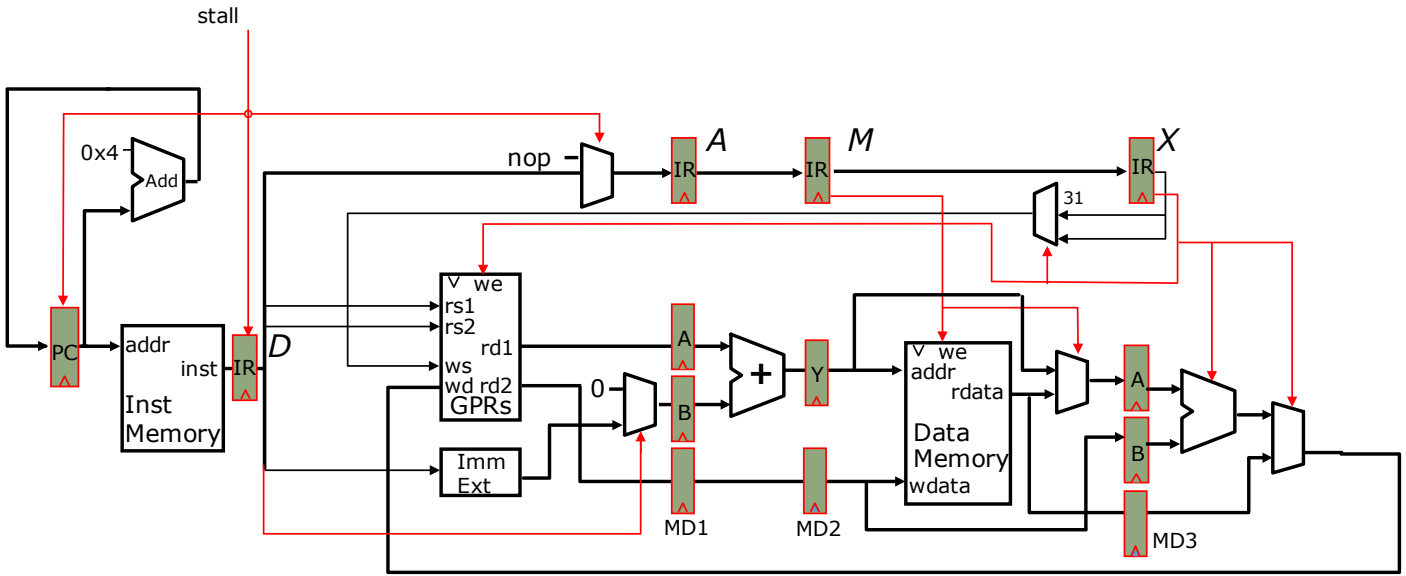 stall
0x4
Add
nop
IR
A
IR
M
IR
X
31
PC
addr
inst
Inst
Memory
IR
D
we
rs1
rs2
rd1
ws
wd rd2
GPRs
Imm
Ext
0
A
B
MD1
+
Y
MD2
we
addr
rdata
Data
Memory
wdata
A
B
MD3